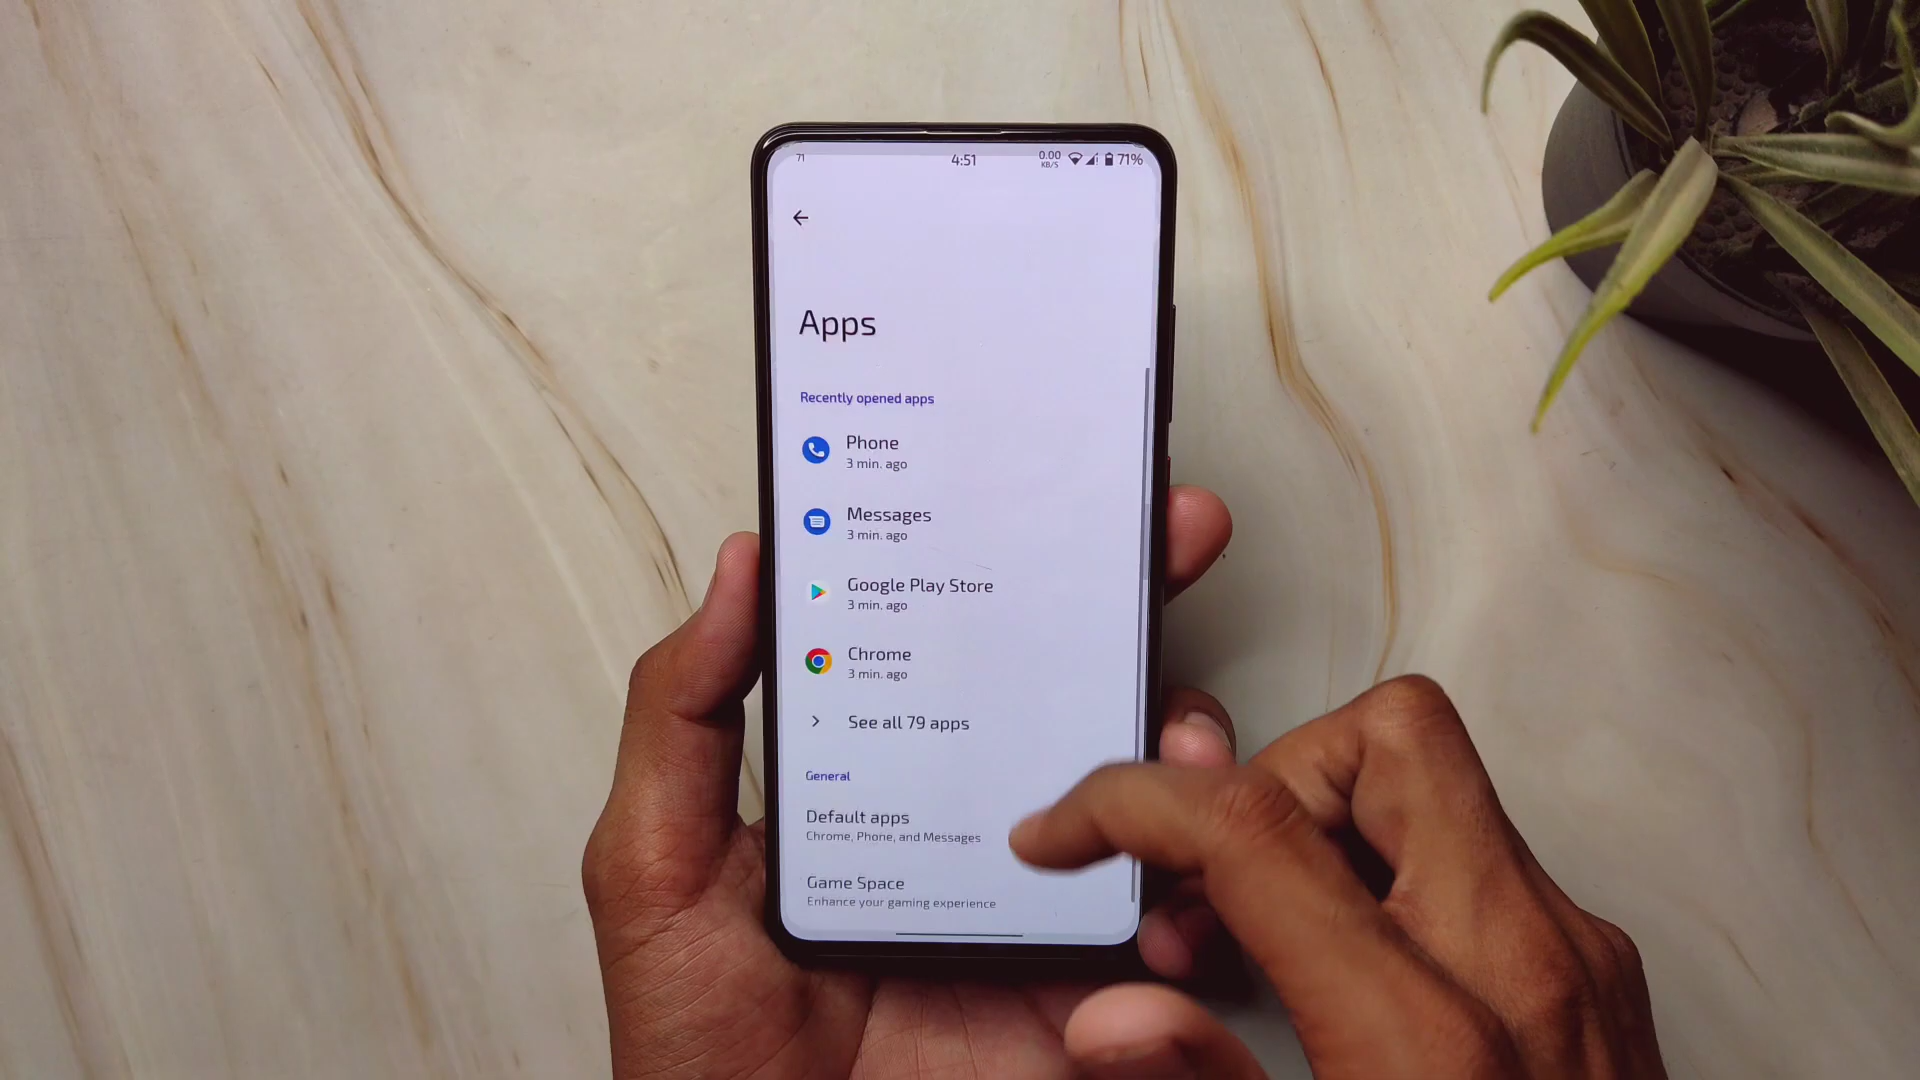 71
4:51
0.00
KB/S
71%
Apps
Recently opened apps
Phone
3 min. ago
Messages
3 min. ago
Google Play Store
3 min. ago
Chrome
3 min. ago
See all 79 apps
General
Default apps
Chrome, Phone, and Messages
Game Space
Enhance your gaming experience